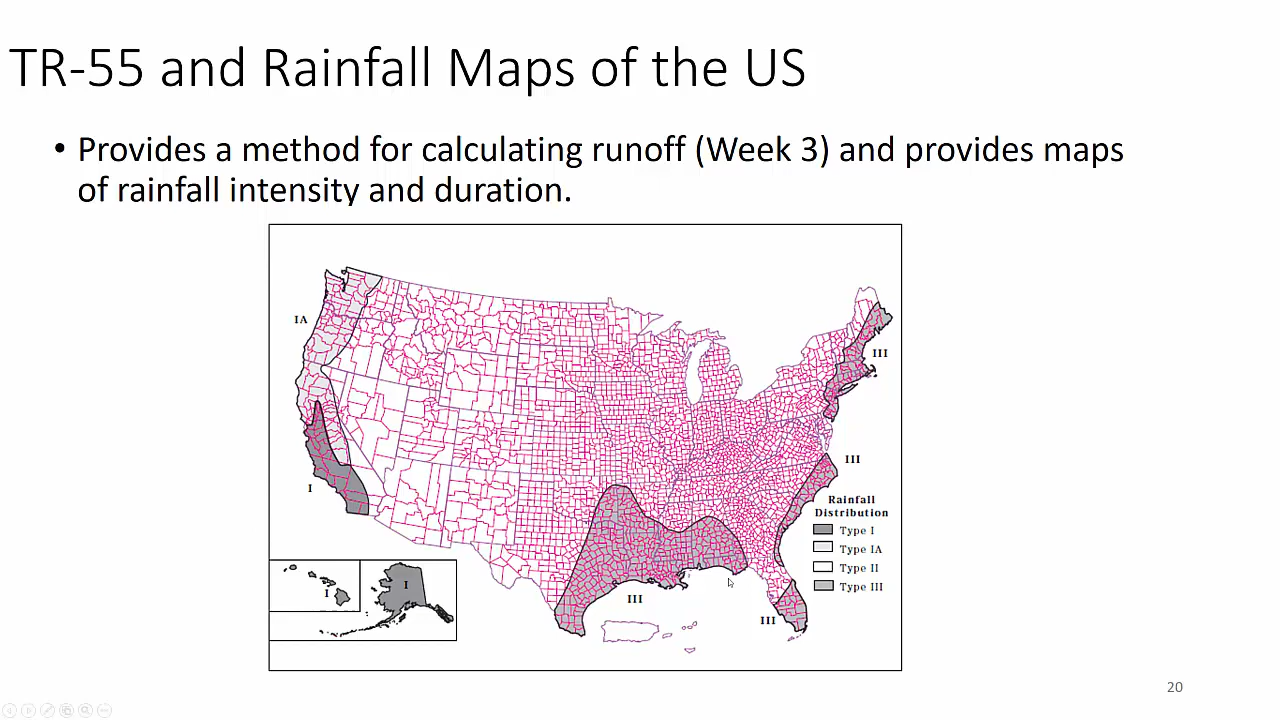 TR-55 and Rainfall Maps of the US
• Provides a method for calculating runoff (Week 3) and provides maps
of rainfall intensity and duration.
IA
III
III
I
Rainfall
Distribution
Type I
Type IA
Type II
Type III
I
I
III
III
20